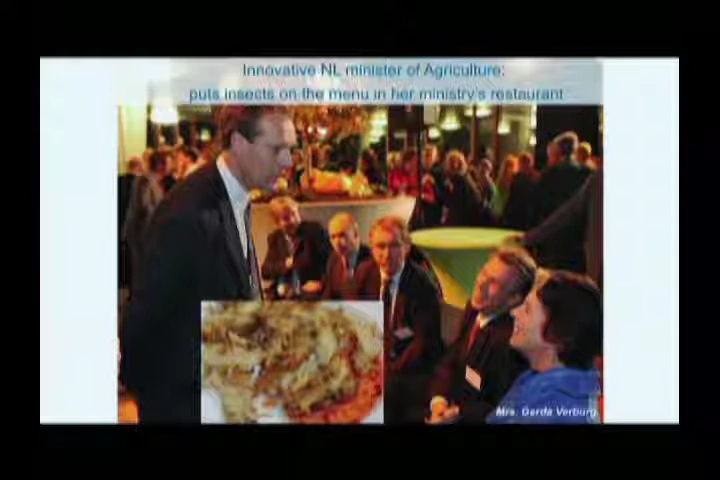 Innovative NL minister of Agriculture:
puts insects on the menu in her ministry's restaurant
Mrs. Gerda Verburg